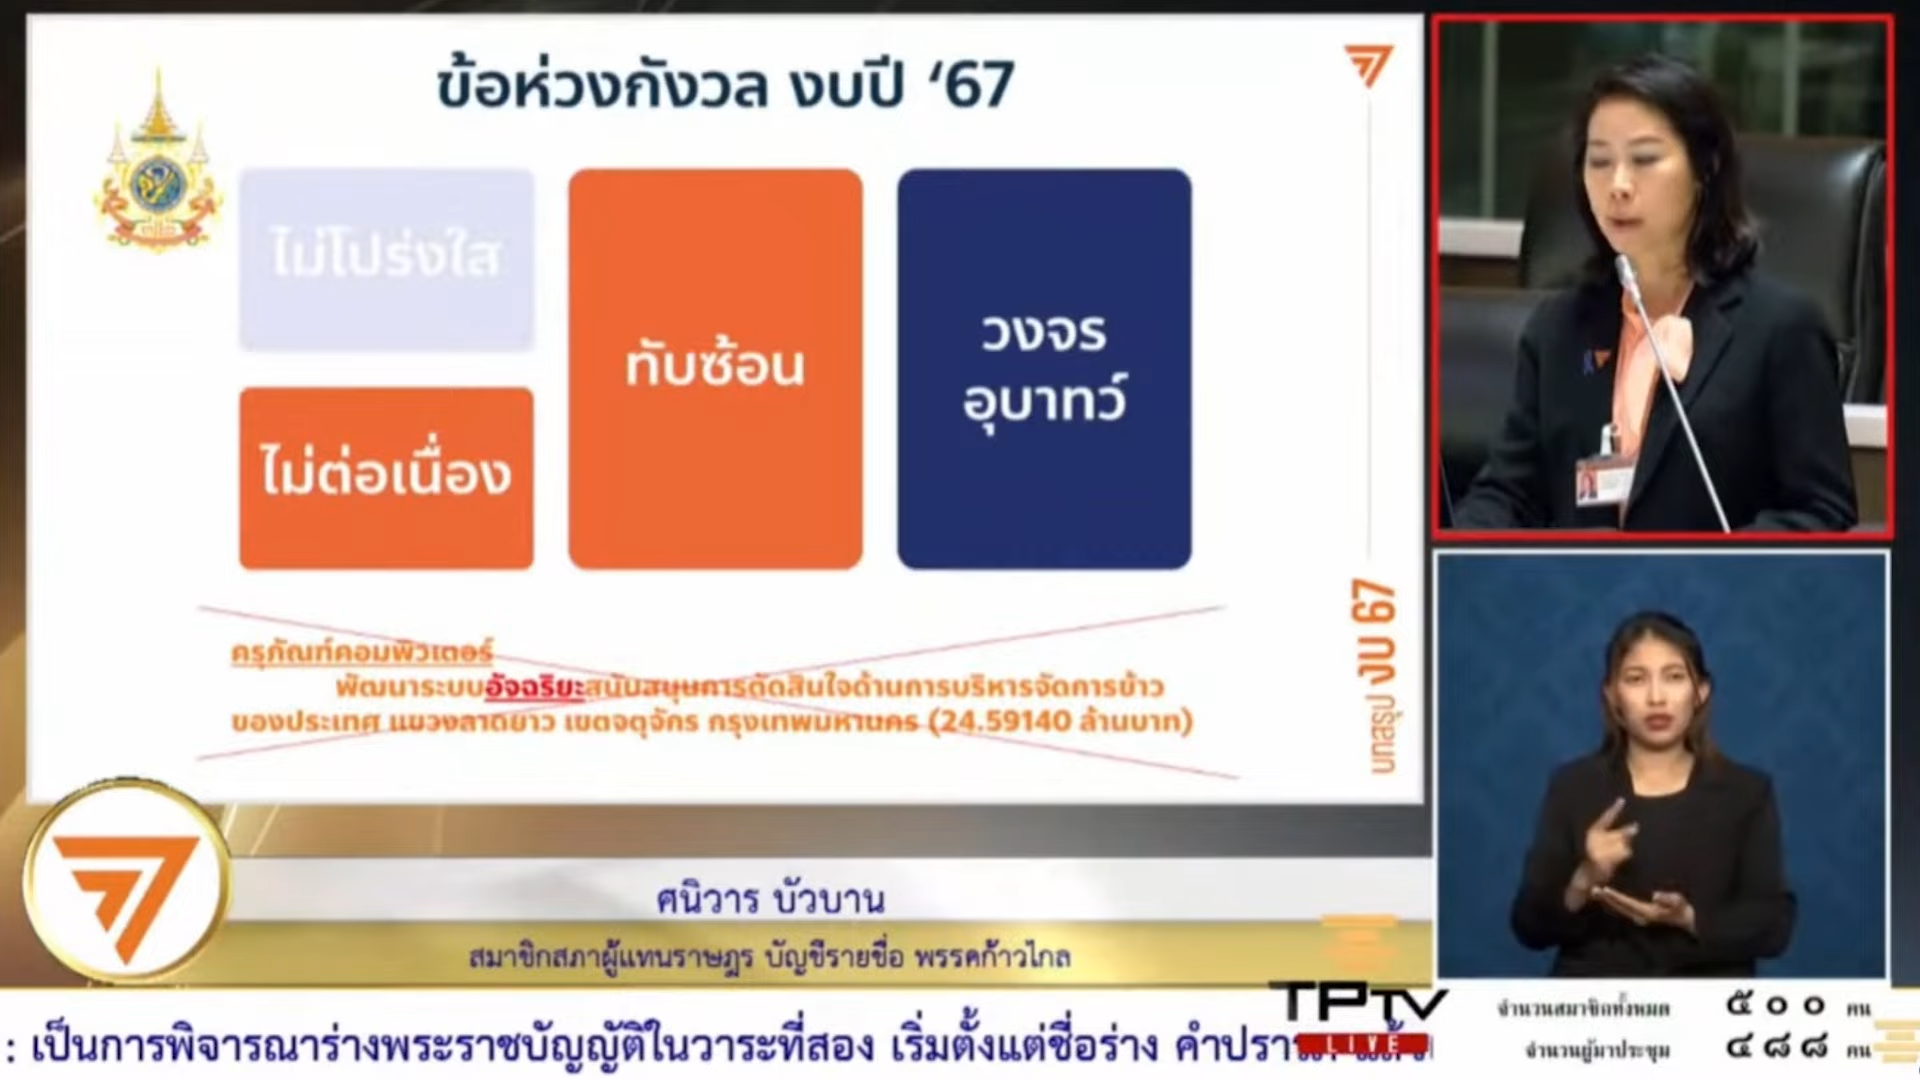 ข้อห่วงกังวล งบปี ‘67
ไม่โปร่งใส
ไม่ต่อเนื่อง
ทับซ้อน
วงจร
อุบาทว์
ครุภัณฑ์คอมพิวเตอร์
พัฒนาระบบอัจฉริยะสนับสนุนการตัดสินใจด้านการบริหารจัดการข้าว
ของประเทศ แขวงลาดยาว เขตจตุจักร กรุงเทพมหานคร (24.59140 ล้านบาท)
บทสรุป งบ 67
ศนิวาร บัวบาน
สมาชิกสภาผู้แทนราษฎร บัญชีรายชื่อ พรรคก้าวไกล
TPTV
LIVE
จำนวนสมาชิกทั้งหมด ๕๐๐ คน
จำนวนผู้มาประชุม ๔๘๘ คน
: เป็นการพิจารณาร่างพระราชบัญญัติในวาระที่สอง เริ่มตั้งแต่ชื่อร่าง